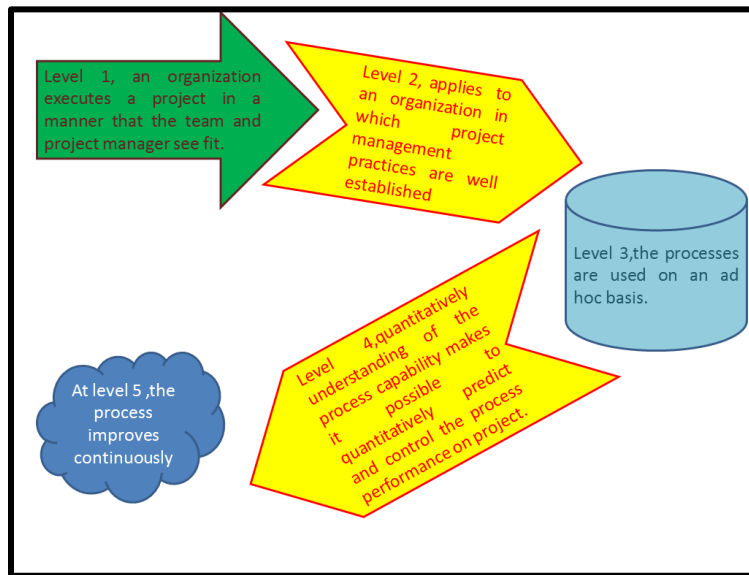 Level 1, an organization
executes a project in a
manner that the team and
project manager see fit.
Level 2, applies to
an organization in
which project
management
practices are well
established
Level 3,the processes
are used on an ad
hoc basis.
Level 4,quantitatively
understanding of the
process capability makes
it possible to
quantitatively predict
and control the process
performance on project.
At level 5 ,the
process
improves
continuously